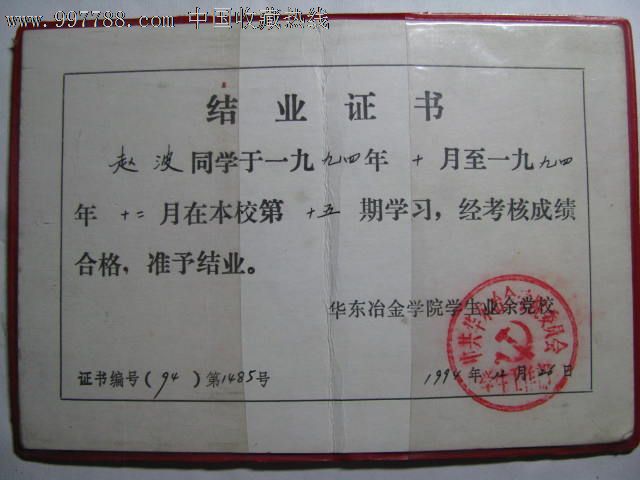 www.997788.com 中国收藏热线
结业证书
赵波同学于一九九四年十月至一九九四
年十二月在本校第十五期学习，经考核成绩
合格，准予结业。
华东冶金学院学生业余党校
证书编号(94)第1485号
1994年 月26日